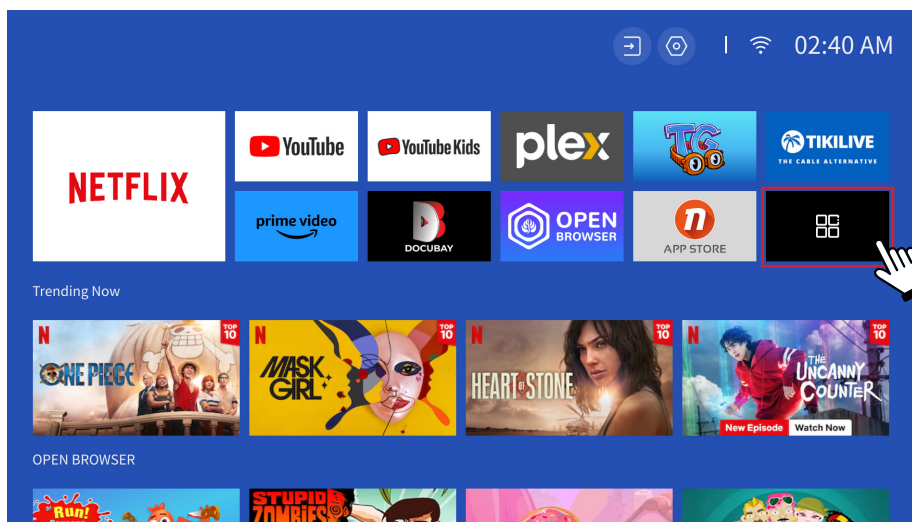 02:40 AM
NETFLIX
YouTube
YouTube Kids
plex
TG
TIKILIVE
THE CABLE ALTERNATIVE
prime video
DOCUBAY
OPEN
BROWSER
n
APP STORE
Trending Now
N
TOP
10
ONE PIECE
N
TOP
10
MASK
GIRL
N
TOP
10
HEART OF STONE
N
TOP
10
THE
UNCANNY
COUNTER
New Episode
Watch Now
OPEN BROWSER
Run!
STUPID
ZOMBIES